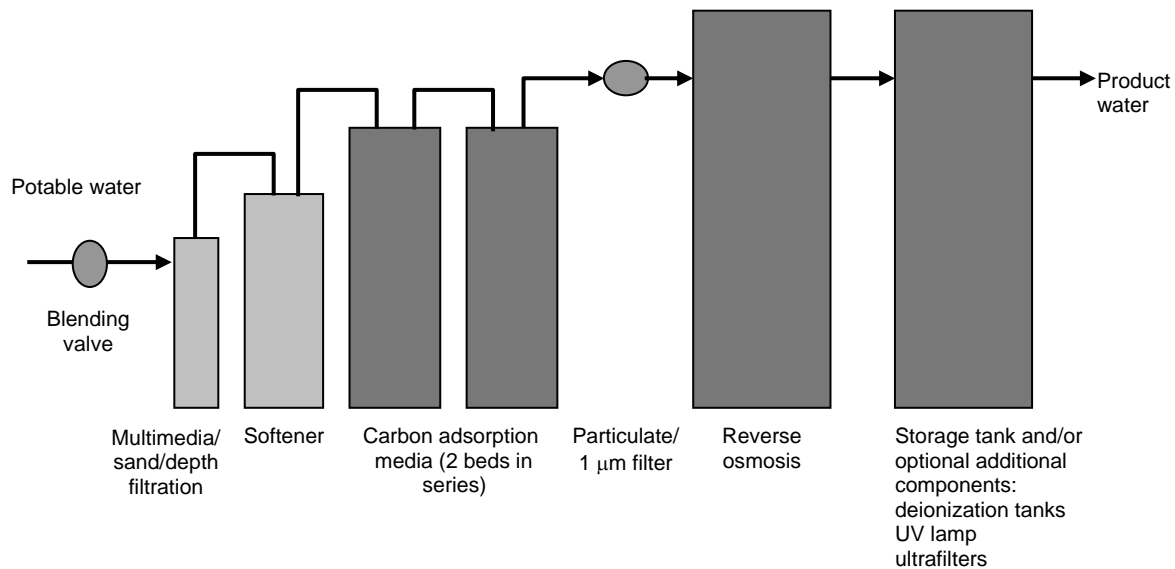 Potable water
Blending
valve
Multimedia/
sand/depth
filtration
Softener
Carbon adsorption
media (2 beds in
series)
Particulate/
1 μm filter
Reverse
osmosis
Storage tank and/or
optional additional
components:
deionization tanks
UV lamp
ultrafilters
Product
water